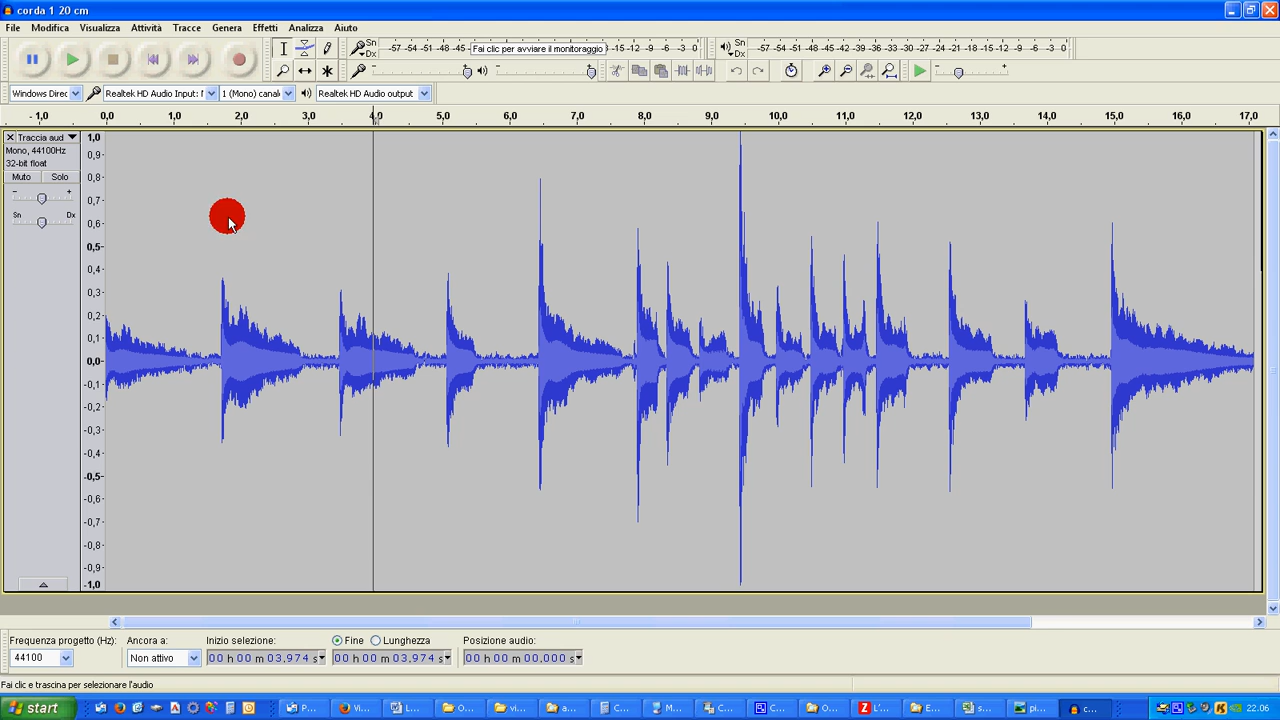 corda 1 20 cm
File Modifica Visualizza Attività Tracce Genera Effetti Analizza Aiuto
Sn Dx -57 -54 -51 -48 -45 Fai clic per avviare il monitoraggio -15 -12 -9 -6 -3 0 Sn Dx -57 -54 -51 -48 -45 -42 -39 -36 -33 -30 -27 -24 -21 -18 -15 -12 -9 -6 -3 0
Windows Direc Realtek HD Audio Input: M 1 (Mono) canale Realtek HD Audio output
- 1,0 0,0 1,0 2,0 3,0 4,0 5,0 6,0 7,0 8,0 9,0 10,0 11,0 12,0 13,0 14,0 15,0 16,0 17,0
Traccia aud
Mono, 44100Hz
32-bit float
Muto Solo
- +
Sn Dx
1,0
0,9
0,8
0,7
0,6
0,5
0,4
0,3
0,2
0,1
0,0
-0,1
-0,2
-0,3
-0,4
-0,5
-0,6
-0,7
-0,8
-0,9
-1,0
Frequenza progetto (Hz): Ancora a: Inizio selezione: Fine Lunghezza Posizione audio:
44100 Non attivo 00 h 00 m 03,974 s 00 h 00 m 03,974 s 00 h 00 m 00,000 s
Fai clic e trascina per selezionare l'audio
start P... Vi... L... O... vi... a... C... M... C... C... O... L'... E... s... pl... c... 22.06